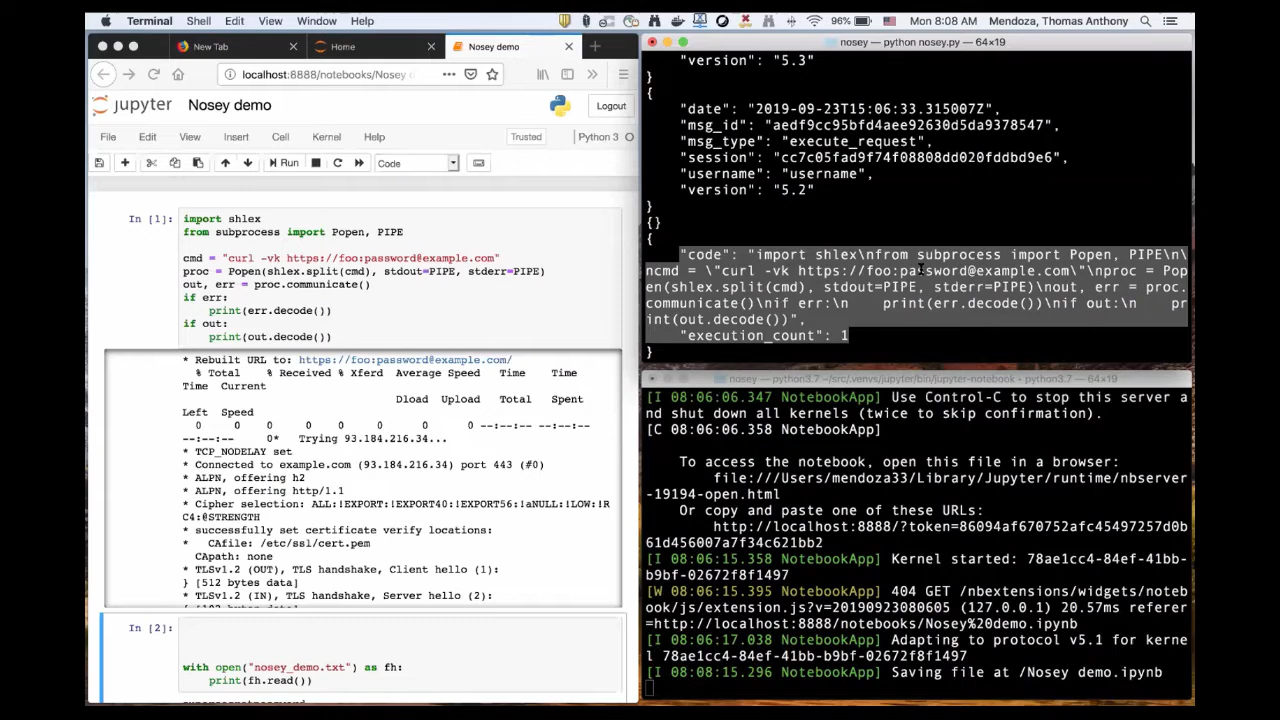 Terminal Shell Edit View Window Help 96% Mon 8:08 AM Mendoza, Thomas Anthony
New Tab Home Nosey demo
localhost:8888/notebooks/Nosey
jupyter Nosey demo Logout
File Edit View Insert Cell Kernel Help Trusted Python 3
Run Code
In [1]:
import shlex
from subprocess import Popen, PIPE
cmd = "curl -vk https://foo:password@example.com"
proc = Popen(shlex.split(cmd), stdout=PIPE, stderr=PIPE)
out, err = proc.communicate()
if err:
print(err.decode())
if out:
print(out.decode())
* Rebuilt URL to: https://foo:password@example.com/
% Total % Received % Xferd Average Speed Time Time
Time Current
Dload Upload Total Spent
Left Speed
0 0 0 0 0 0 0 0 --:--:-- --:--:--
--:--:-- 0* Trying 93.184.216.34...
* TCP_NODELAY set
* Connected to example.com (93.184.216.34) port 443 (#0)
* ALPN, offering h2
* ALPN, offering http/1.1
* Cipher selection: ALL:!EXPORT:!EXPORT40:!EXPORT56:!aNULL:!LOW:!R
C4:@STRENGTH
* successfully set certificate verify locations:
* CAfile: /etc/ssl/cert.pem
CApath: none
* TLSv1.2 (OUT), TLS handshake, Client hello (1):
} [512 bytes data]
* TLSv1.2 (IN), TLS handshake, Server hello (2):
In [2]:
with open("nosey_demo.txt") as fh:
print(fh.read())
nosey — python nosey.py — 64×19
"version": "5.3"
}
{
"date": "2019-09-23T15:06:33.315007Z",
"msg_id": "aedf9cc95bfd4aee92630d5da9378547",
"msg_type": "execute_request",
"session": "cc7c05fad9f74f08808dd020fddbd9e6",
"username": "username",
"version": "5.2"
}
{}
{
"code": "import shlex\nfrom subprocess import Popen, PIPE\n\
ncmd = \"curl -vk https://foo:password@example.com\"\nproc = Pop
en(shlex.split(cmd), stdout=PIPE, stderr=PIPE)\nout, err = proc.
communicate()\nif err:\n print(err.decode())\nif out:\n pr
int(out.decode())",
"execution_count": 1
}
nosey — python3.7 ~/src/.venvs/jupyter/bin/jupyter-notebook • python3.7 — 64×19
[I 08:06:06.347 NotebookApp] Use Control-C to stop this server a
nd shut down all kernels (twice to skip confirmation).
[C 08:06:06.358 NotebookApp]
To access the notebook, open this file in a browser:
file:///Users/mendoza33/Library/Jupyter/runtime/nbserver
-19194-open.html
Or copy and paste one of these URLs:
http://localhost:8888/?token=86094af670752afc45497257d0b
61d456007a7f34c621bb2
[I 08:06:15.358 NotebookApp] Kernel started: 78ae1cc4-84ef-41bb-
b9bf-02672f8f1497
[W 08:06:15.395 NotebookApp] 404 GET /nbextensions/widgets/noteb
ook/js/extension.js?v=20190923080605 (127.0.0.1) 20.57ms referer
=http://localhost:8888/notebooks/Nosey%20demo.ipynb
[I 08:06:17.038 NotebookApp] Adapting to protocol v5.1 for kerne
l 78ae1cc4-84ef-41bb-b9bf-02672f8f1497
[I 08:08:15.296 NotebookApp] Saving file at /Nosey demo.ipynb